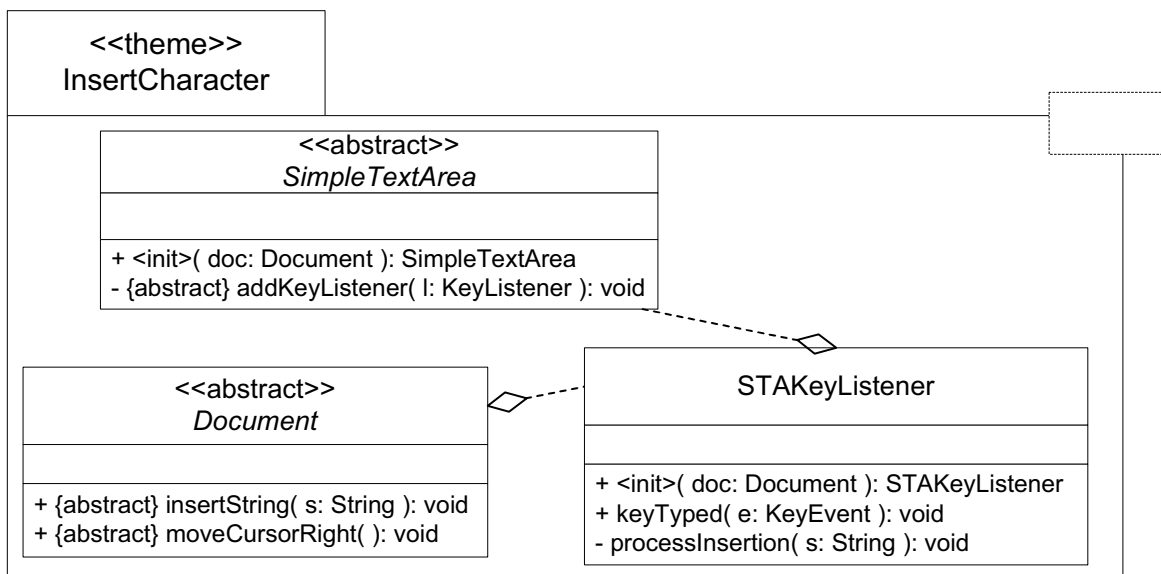 <<theme>>
InsertCharacter
<<abstract>>
SimpleTextArea
+ <init>( doc: Document ): SimpleTextArea
- {abstract} addKeyListener( l: KeyListener ): void
<<abstract>>
Document
+ {abstract} insertString( s: String ): void
+ {abstract} moveCursorRight( ): void
STAKeyListener
+ <init>( doc: Document ): STAKeyListener
+ keyTyped( e: KeyEvent ): void
- processInsertion( s: String ): void